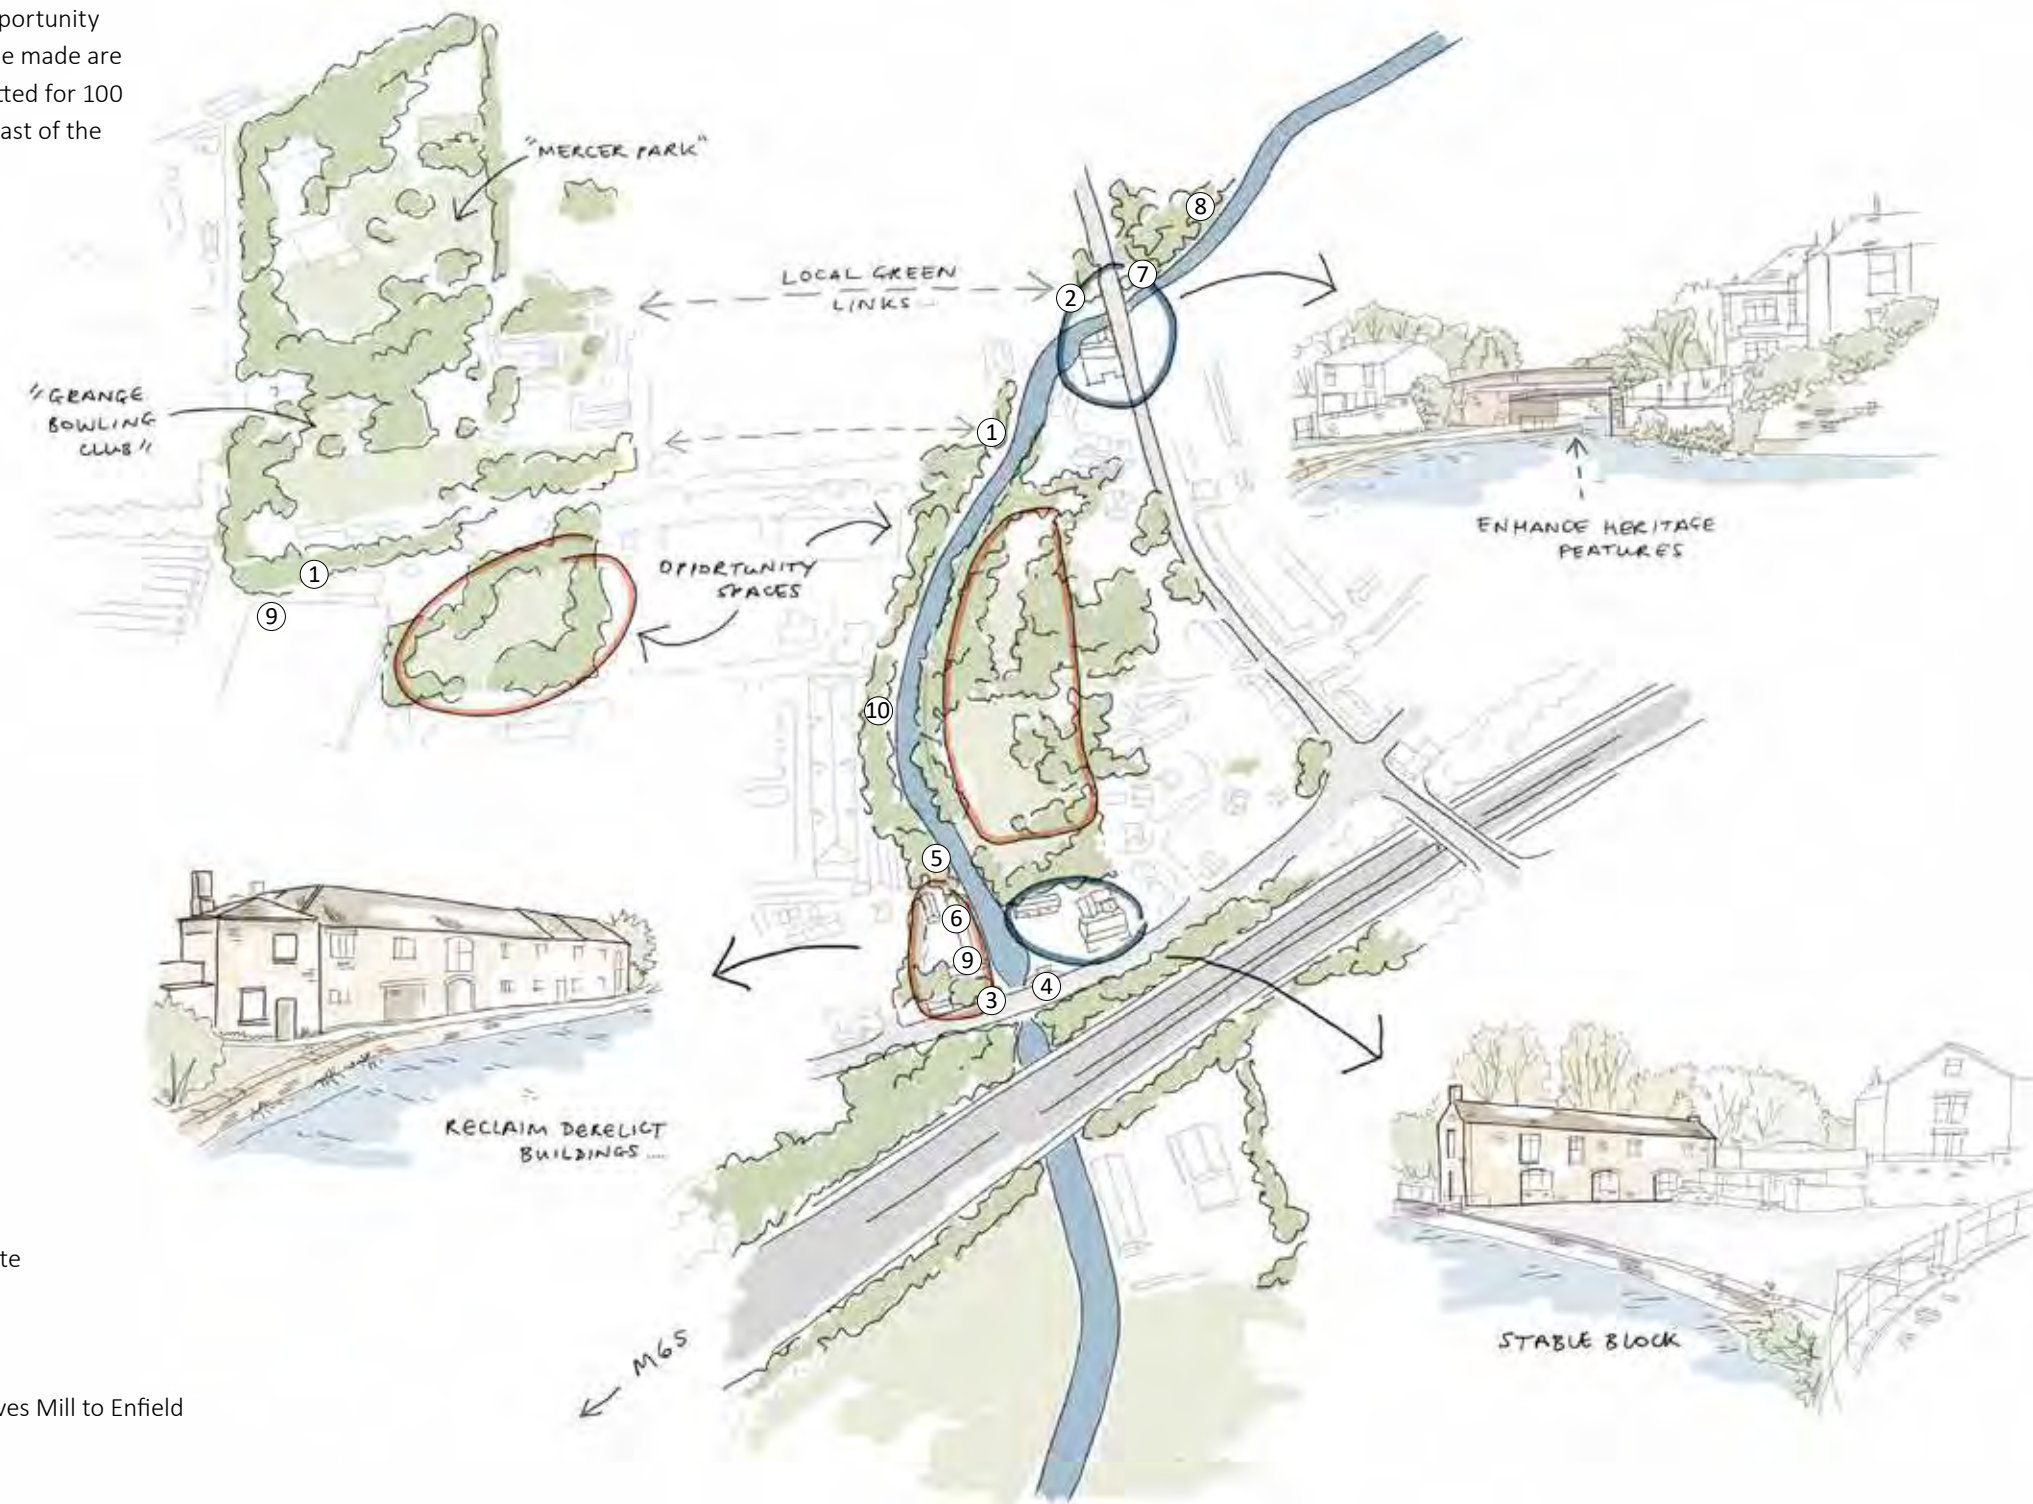 portunity
e made are
tted for 100
ast of the
"MERCER PARK"
8
7
2
LOCAL GREEN
LINKS...
"GRANGE
BOWLING
CLUB"
1
ENHANCE HERITAGE
FEATURES
OPPORTUNITY
SPACES
1
9
10
5
6
9
4
3
RECLAIM DERELICT
BUILDINGS....
te
STABLE BLOCK
M65
ves Mill to Enfield